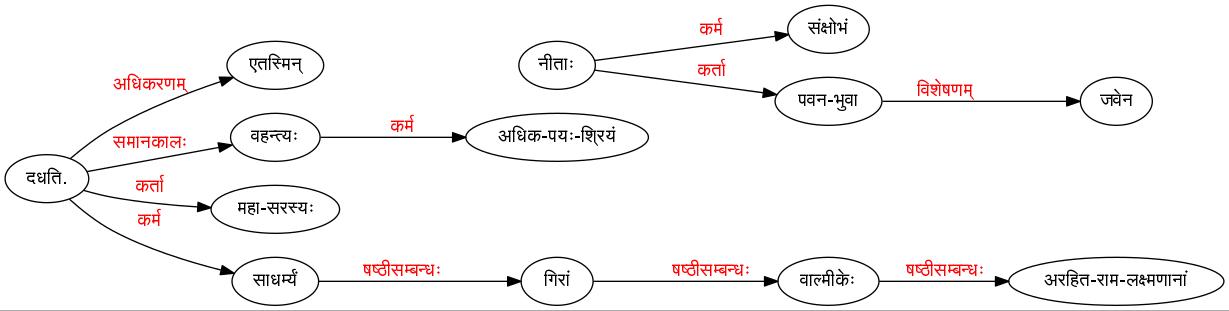 कर्म
संक्षोभं
एतस्मिन्
नीताः
अधिकरणम्
कर्ता
पवन-भुवा
विशेषणम्
जवेन
समानकालः
वहन्त्यः
कर्म
अधिक-पयः-श्रियं
दधति.
कर्ता
महा-सरस्यः
कर्म
साधर्म्यं
षष्ठीसम्बन्धः
गिरां
षष्ठीसम्बन्धः
वाल्मीकेः
षष्ठीसम्बन्धः
अरहित-राम-लक्ष्मणानां